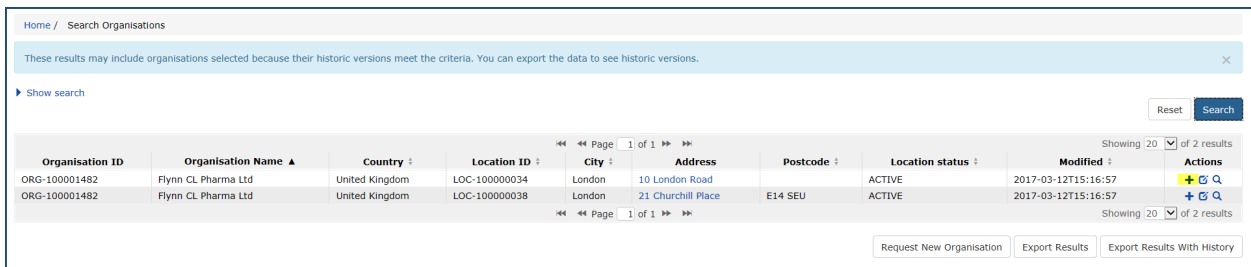 Home / Search Organisations
These results may include organisations selected because their historic versions meet the criteria. You can export the data to see historic versions. ×
Show search
Reset Search
Page 1 of 1 Showing 20 of 2 results
Organisation ID Organisation Name ▲ Country Location ID City Address Postcode Location status Modified Actions
ORG-100001482 Flynn CL Pharma Ltd United Kingdom LOC-100000034 London 10 London Road ACTIVE 2017-03-12T15:16:57
ORG-100001482 Flynn CL Pharma Ltd United Kingdom LOC-100000038 London 21 Churchill Place E14 SEU ACTIVE 2017-03-12T15:16:57
Page 1 of 1 Showing 20 of 2 results
Request New Organisation Export Results Export Results With History